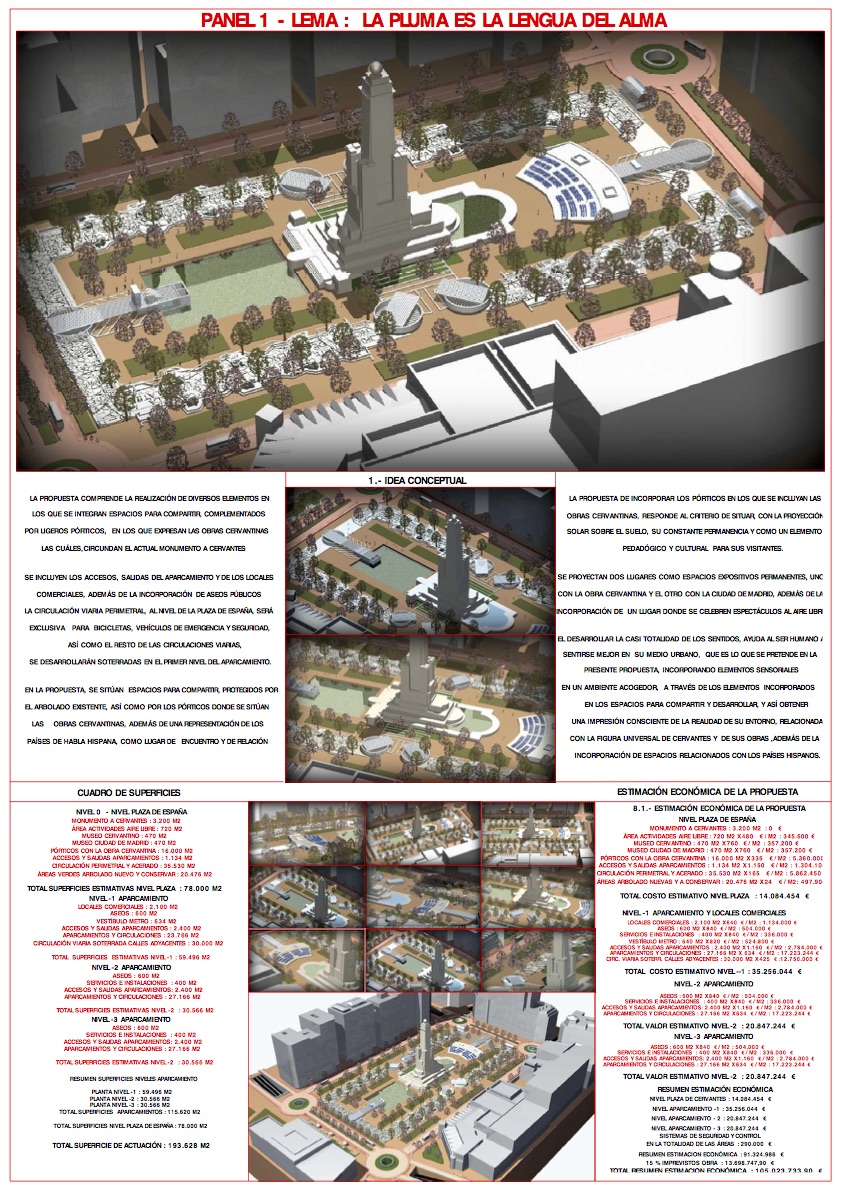 PANEL 1 - LEMA : LA PLUMA ES LA LENGUA DEL ALMA
1.- IDEA CONCEPTUAL
LA PROPUESTA COMPRENDE LA REALIZACIÓN DE DIVERSOS ELEMENTOS EN
LOS QUE SE INTEGRAN ESPACIOS PARA COMPARTIR, COMPLEMENTADOS
POR LIGEROS PÓRTICOS, EN LOS QUE EXPRESAN LAS OBRAS CERVANTINAS
LAS CUÁLES,CIRCUNDAN EL ACTUAL MONUMENTO A CERVANTES
SE INCLUYEN LOS ACCESOS, SALIDAS DEL APARCAMIENTO Y DE LOS LOCALES
COMERCIALES, ADEMÁS DE LA INCORPORACIÓN DE ASEOS PÚBLICOS
LA CIRCULACIÓN VIARIA PERIMETRAL, AL NIVEL DE LA PLAZA DE ESPAÑA, SERÁ
EXCLUSIVA PARA BICICLETAS, VEHÍCULOS DE EMERGENCIA Y SEGURIDAD,
ASÍ COMO EL RESTO DE LAS CIRCULACIONES VIARIAS,
SE DESARROLLARÁN SOTERRADAS EN EL PRIMER NIVEL DEL APARCAMIENTO.
EN LA PROPUESTA, SE SITÚAN ESPACIOS PARA COMPARTIR, PROTEGIDOS POR
EL ARBOLADO EXISTENTE, ASÍ COMO POR LOS PÓRTICOS DONDE SE SITÚAN
LAS OBRAS CERVANTINAS, ADEMÁS DE UNA REPRESENTACIÓN DE LOS
PAÍSES DE HABLA HISPANA, COMO LUGAR DE ENCUENTRO Y DE RELACIÓN
LA PROPUESTA DE INCORPORAR LOS PÓRTICOS EN LOS QUE SE INCLUYAN LAS
OBRAS CERVANTINAS, RESPONDE AL CRITERIO DE SITUAR, CON LA PROYECCIÓN
SOLAR SOBRE EL SUELO, SU CONSTANTE PERMANENCIA Y COMO UN ELEMENTO
PEDAGÓGICO Y CULTURAL PARA SUS VISITANTES.
SE PROYECTAN DOS LUGARES COMO ESPACIOS EXPOSITIVOS PERMANENTES, UNO
CON LA OBRA CERVANTINA Y EL OTRO CON LA CIUDAD DE MADRID, ADEMÁS DE LA
INCORPORACIÓN DE UN LUGAR DONDE SE CELEBREN ESPECTÁCULOS AL AIRE LIBR
EL DESARROLLAR LA CASI TOTALIDAD DE LOS SENTIDOS, AYUDA AL SER HUMANO A
SENTIRSE MEJOR EN SU MEDIO URBANO, QUE ES LO QUE SE PRETENDE EN LA
PRESENTE PROPUESTA, INCORPORANDO ELEMENTOS SENSORIALES
EN UN AMBIENTE ACOGEDOR, A TRAVÉS DE LOS ELEMENTOS INCORPORADOS
EN LOS ESPACIOS PARA COMPARTIR Y DESARROLLAR, Y ASÍ OBTENER
UNA IMPRESIÓN CONSCIENTE DE LA REALIDAD DE SU ENTORNO, RELACIONADA
CON LA FIGURA UNIVERSAL DE CERVANTES Y DE SUS OBRAS ,ADEMÁS DE LA
INCORPORACIÓN DE ESPACIOS RELACIONADOS CON LOS PAÍSES HISPANOS.
CUADRO DE SUPERFICIES
NIVEL 0 - NIVEL PLAZA DE ESPAÑA
MONUMENTO A CERVANTES : 3.200 M2
ÁREA ACTIVIDADES AIRE LIBRE : 720 M2
MUSEO CERVANTINO : 470 M2
MUSEO CIUDAD DE MADRID : 470 M2
PÓRTICOS CON LA OBRA CERVANTINA : 16.000 M2
ACCESOS Y SALIDAS APARCAMIENTOS : 1.134 M2
CIRCULACIÓN PERIMETRAL Y ACERADO : 35.530 M2
ÁREAS VERDES ARBOLADO NUEVO Y CONSERVAR : 20.476 M2
TOTAL SUPERFICIES ESTIMATIVAS NIVEL PLAZA : 78.000 M2
NIVEL -1 APARCAMIENTO
LOCALES COMERCIALES : 2.100 M2
ASEOS : 600 M2
VESTÍBULO METRO : 634 M2
ACCESOS Y SALIDAS APARCAMIENTOS : 2.400 M2
APARCAMIENTOS Y CIRCULACIONES : 23.766 M2
CIRCULACIÓN VIARIA SOTERRADA CALLES ADYACENTES : 30.000 M2
TOTAL SUPERFICIES ESTIMATIVAS NIVEL -1 : 59.496 M2
NIVEL-2 APARCAMIENTO
ASEOS : 600 M2
SERVICIOS E INSTALACIONES : 400 M2
ACCESOS Y SALIDAS APARCAMIENTOS: 2.400 M2
APARCAMIENTOS Y CIRCULACIONES : 27.166 M2
TOTAL SUPERFICIES ESTIMATIVAS NIVEL -2 : 30.566 M2
NIVEL-3 APARCAMIENTO
ASEOS : 600 M2
SERVICIOS E INSTALACIONES : 400 M2
ACCESOS Y SALIDAS APARCAMIENTOS : 2.400 M2
APARCAMIENTOS Y CIRCULACIONES : 27.166 M2
TOTAL SUPERFICIES ESTIMATIVAS NIVEL -2 : 30.566 M2
RESUMEN SUPERFICIES NIVELES APARCAMIENTO
PLANTA NIVEL -1 : 59.496 M2
PLANTA NIVEL -2 : 30.566 M2
PLANTA NIVEL -3 : 30.566 M2
TOTAL SUPERFICIES APARCAMIENTOS : 115.620 M2
TOTAL SUPERFICIES NIVEL PLAZA DE ESPAÑA : 78.000 M2
TOTAL SUPERFICIE DE ACTUACIÓN : 193.628 M2
ESTIMACIÓN ECONÓMICA DE LA PROPUESTA
8.1.- ESTIMACIÓN ECONÓMICA DE LA PROPUESTA
NIVEL PLAZA DE ESPAÑA
MONUMENTO A CERVANTES : 3.200 M2 : 0 €
ÁREA ACTIVIDADES AIRE LIBRE : 720 M2 X480 € / M2 : 345.600 €
MUSEO CERVANTINO : 470 M2 X760 € / M2 : 357.200 €
MUSEO CIUDAD DE MADRID : 470 M2 X760 € / M2 : 357.200 €
PÓRTICOS CON LA OBRA CERVANTINA : 16.000 M2 X335 € / M2 : 5.360.000
ACCESOS Y SALIDAS APARCAMIENTOS : 1.134 M2 X1.150 € / M2 : 1.304.10
CIRCULACIÓN PERIMETRAL Y ACERADO : 35.530 M2 X165 € / M2 : 5.862.450
ÁREAS ARBOLADO NUEVAS Y A CONSERVAR : 20.476 M2 X24 € / M2 : 497.90
TOTAL COSTO ESTIMATIVO NIVEL PLAZA : 14.084.454 €
NIVEL -1 APARCAMIENTO Y LOCALES COMERCIALES
LOCALES COMERCIALES : 2.100 M2 X540 € / M2 : 1.134.000 €
ASEOS : 600 M2 X840 € / M2 : 504.000 €
SERVICIOS E INSTALACIONES : 400 M2 X840 € / M2 : 336.000 €
VESTÍBULO METRO : 640 M2 X820 € / M2 : 524.800 €
ACCESOS Y SALIDAS APARCAMIENTOS : 2.400 M2 X1.160 € / M2 : 2.784.000 €
APARCAMIENTOS Y CIRCULACIONES : 27.166 M2 X 634 € / M2 : 17.223.244 €
CIRC. VIARIA SOTERR. CALLES ADYACENTES : 30.000 M2 X425 € :12.750.000 €
TOTAL COSTO ESTIMATIVO NIVEL--1 : 35.256.044 €
NIVEL-2 APARCAMIENTO
ASEOS : 600 M2 X840 € / M2 : 504.000 €
SERVICIOS E INSTALACIONES : 400 M2 X840 € / M2 : 336.000 €
ACCESOS Y SALIDAS APARCAMIENTOS: 2.400 M2 X1.160 € / M2 : 2.784.000 €
APARCAMIENTOS Y CIRCULACIONES : 27.166 M2 X634 € / M2 : 17.223.244 €
TOTAL VALOR ESTIMATIVO NIVEL -2 : 20.847.244 €
NIVEL-3 APARCAMIENTO
ASEOS : 600 M2 X840 € / M2 : 504.000 €
SERVICIOS E INSTALACIONES : 400 M2 X840 € / M2 : 336.000 €
ACCESOS Y SALIDAS APARCAMIENTOS: 2.400 M2 X1.160 € / M2 : 2.784.000 €
APARCAMIENTOS Y CIRCULACIONES : 27.166 M2 X634 € / M2 : 17.223.244 €
TOTAL VALOR ESTIMATIVO NIVEL -2 : 20.847.244 €
RESUMEN ESTIMACIÓN ECONÓMICA
NIVEL PLAZA DE CERVANTES : 14.084.454 €
NIVEL APARCAMIENTO -1 : 35.256.044 €
NIVEL APARCAMIENTO - 2 : 20.847.244 €
NIVEL APARCAMIENTO - 3 : 20.847.244 €
SISTEMAS DE SEGURIDAD Y CONTROL
EN LA TOTALIDAD DE LAS ÁREAS : 290.000 €
RESUMEN ESTIMACION ECONÓMICA : 91.324.986 €
15 % IMPREVISTOS OBRA : 13.698.747,90 €
TOTAL RESUMEN ESTIMACION ECONÓMICA : 105.023.733,90 €